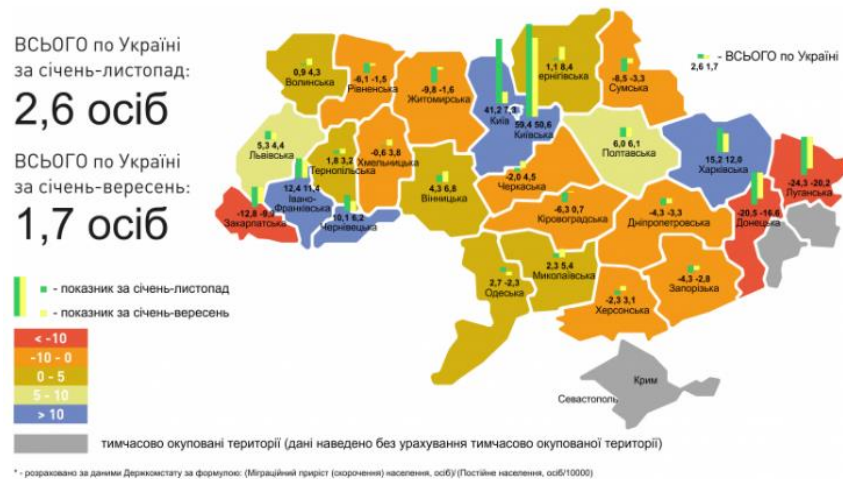 ВСЬОГО по Україні
за січень-листопад:
2,6 осіб
ВСЬОГО по Україні
за січень-вересень:
1,7 осіб
- показник за січень-листопад
- показник за січень-вересень
< -10
-10 - 0
0 - 5
5 - 10
> 10
тимчасово окуповані території (дані наведено без урахування тимчасово окупованої території)
- ВСЬОГО по Україні
2,6 1,7
0,9 4,3
Волинська
-6,1 -1,5
Рівненська
-9,8 -1,6
Житомирська
41,2
Київ
59,4 50,6
Київська
1,1 8,4
Чернігівська
-6,5 -3,3
Сумська
5,3 4,4
Львівська
1,8 3,2
Тернопільська
-0,6 3,8
Хмельницька
4,3 6,8
Вінницька
-2,0 4,5
Черкаська
6,0 6,1
Полтавська
15,2 12,0
Харківська
-24,3 -20,2
Луганська
-20,5 -16,6
Донецька
12,4 11,4
Івано-
Франківська
-12,8
Закарпатська
10,1 6,2
Чернівецька
-6,3 0,7
Кіровоградська
-4,3 -3,3
Дніпропетровська
2,7 -2,3
Одеська
2,3 5,4
Миколаївська
-2,3 3,1
Херсонська
-4,3 -2,8
Запорізька
Крим
Севастополь
* - розраховано за даними Держкомстату за формулою: (Міграційний приріст (скорочення) населення, осіб)/(Постійне населення, осіб/10000)